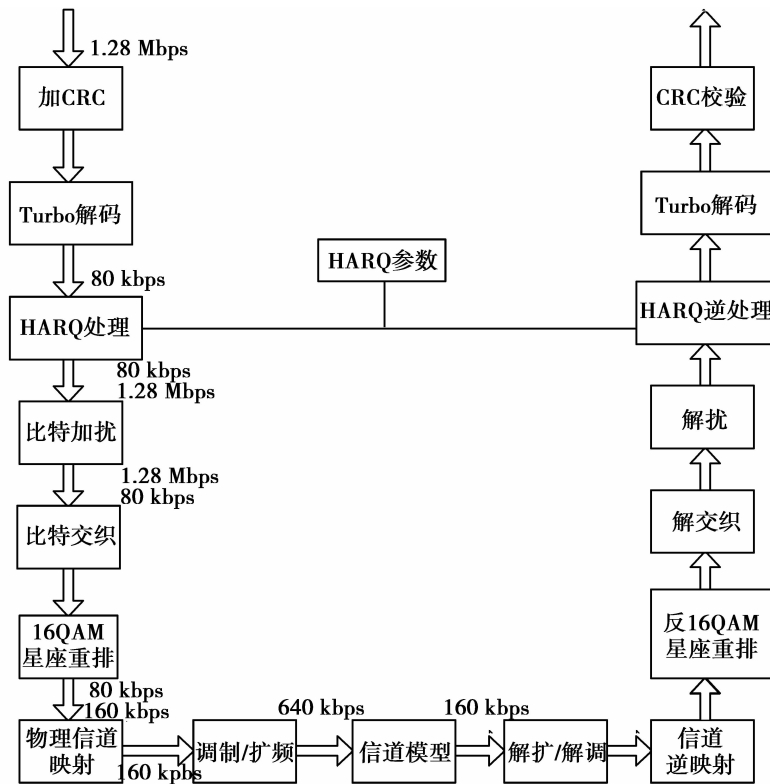 1.28 Mbps
加CRC
Turbo解码
80 kbps
HARQ处理
80 kbps
1.28 Mbps
比特加扰
1.28 Mbps
80 kbps
比特交织
16QAM
星座重排
80 kbps
160 kbps
物理信道
映射
160 kpbs
调制/扩频
640 kbps
信道模型
160 kbps
解扩/解调
信道
逆映射
反16QAM
星座重排
解交织
解扰
HARQ逆处理
HARQ参数
Turbo解码
CRC校验